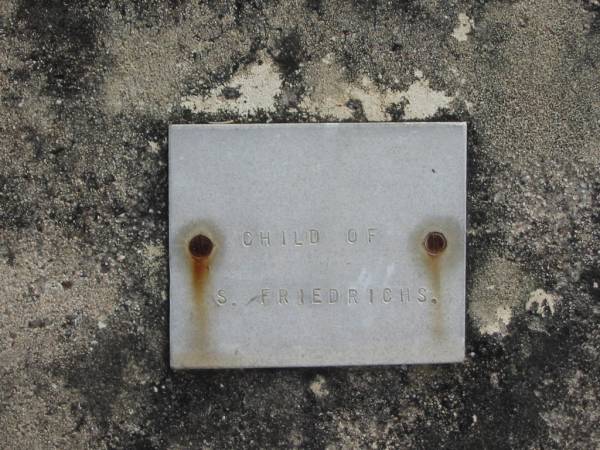 CHILD OF
S. FRIEDRICHS.